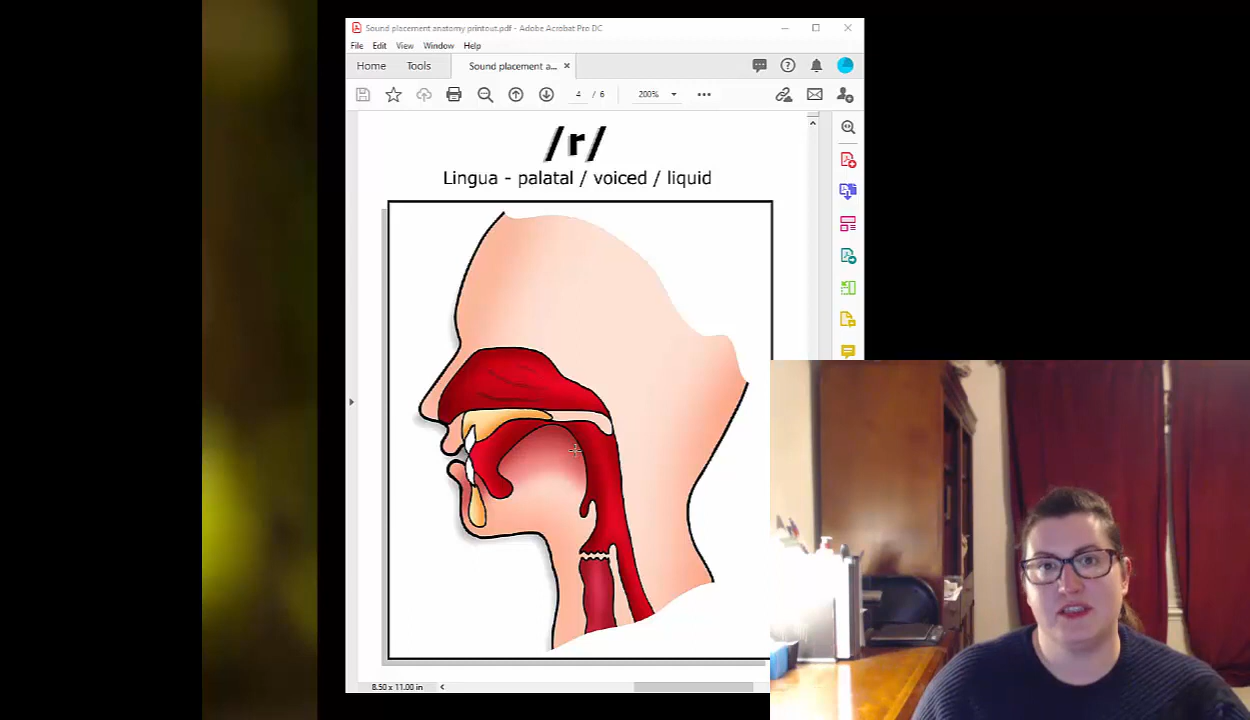 Sound placement anatomy printout.pdf - Adobe Acrobat Pro DC
File Edit View Window Help
Home Tools Sound placement a...
4 / 6 200%
/r/
Lingua - palatal / voiced / liquid
8.50 x 11.00 in